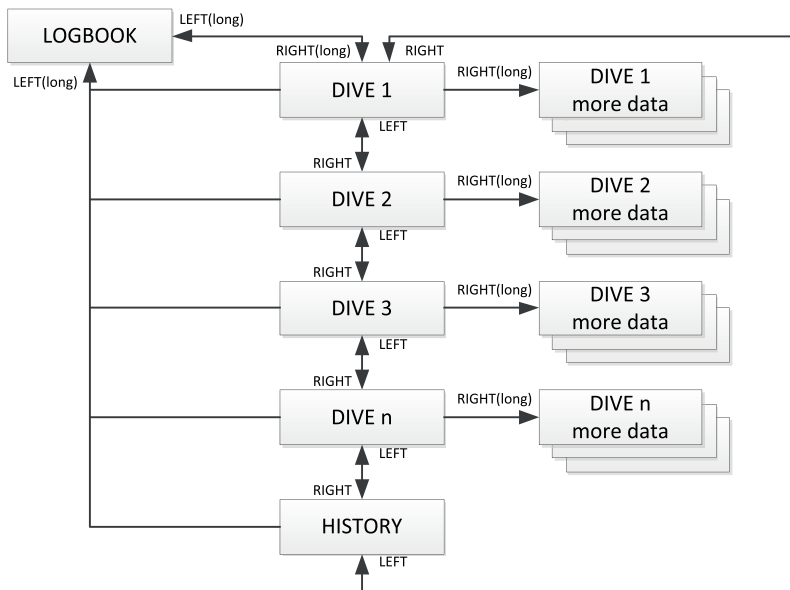 LEFT(long)
LOGBOOK
RIGHT(long)
RIGHT
LEFT(long)
RIGHT(long)
DIVE 1
DIVE 1
more data
LEFT
RIGHT
RIGHT(long)
DIVE 2
DIVE 2
more data
LEFT
RIGHT
RIGHT(long)
DIVE 3
DIVE 3
more data
LEFT
RIGHT
RIGHT(long)
DIVE n
DIVE n
more data
LEFT
RIGHT
HISTORY
LEFT